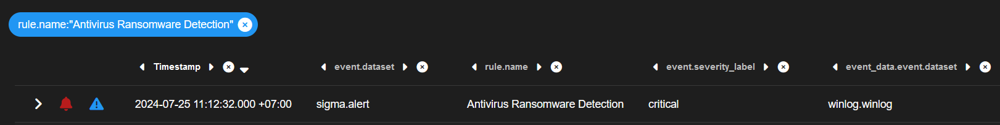 rule.name:"Antivirus Ransomware Detection"
Timestamp event.dataset rule.name event.severity_label event_data.event.dataset
2024-07-25 11:12:32.000 +07:00 sigma.alert Antivirus Ransomware Detection critical winlog.winlog